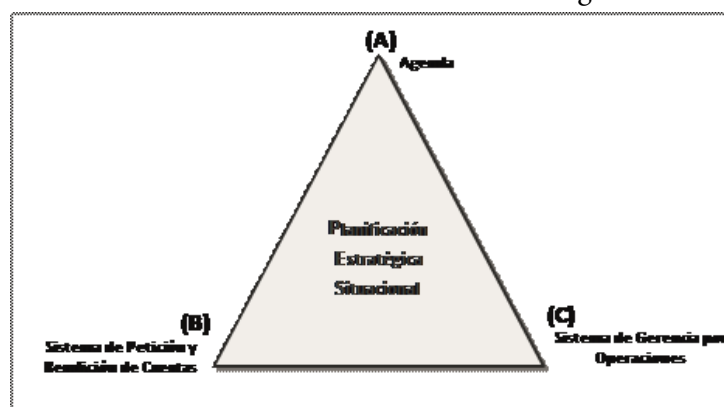 (A)
Agenda
Planificación
Estratégica
Situacional
(B)
Sistema de Petición y
Rendición de Cuentas
(C)
Sistema de Gerencia por
Operaciones